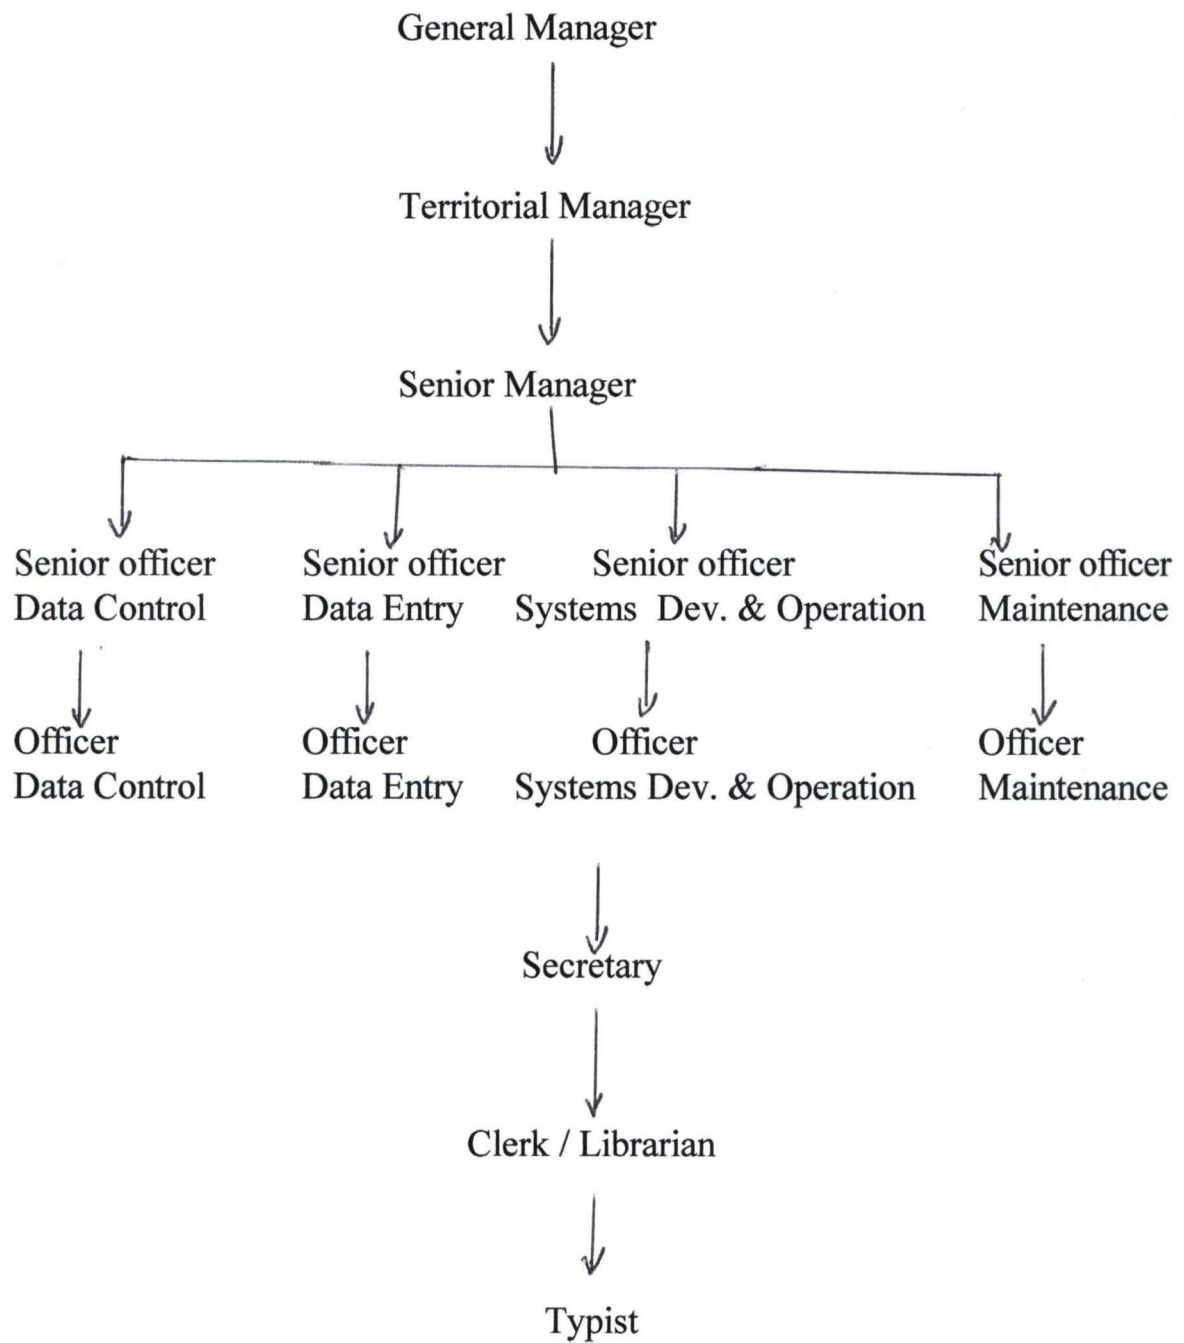 General Manager
Territorial Manager
Senior Manager
Senior officer
Data Control
Senior officer
Data Entry
Senior officer
Systems Dev. & Operation
Senior officer
Maintenance
Officer
Data Control
Officer
Data Entry
Officer
Systems Dev. & Operation
Officer
Maintenance
Secretary
Clerk / Librarian
Typist